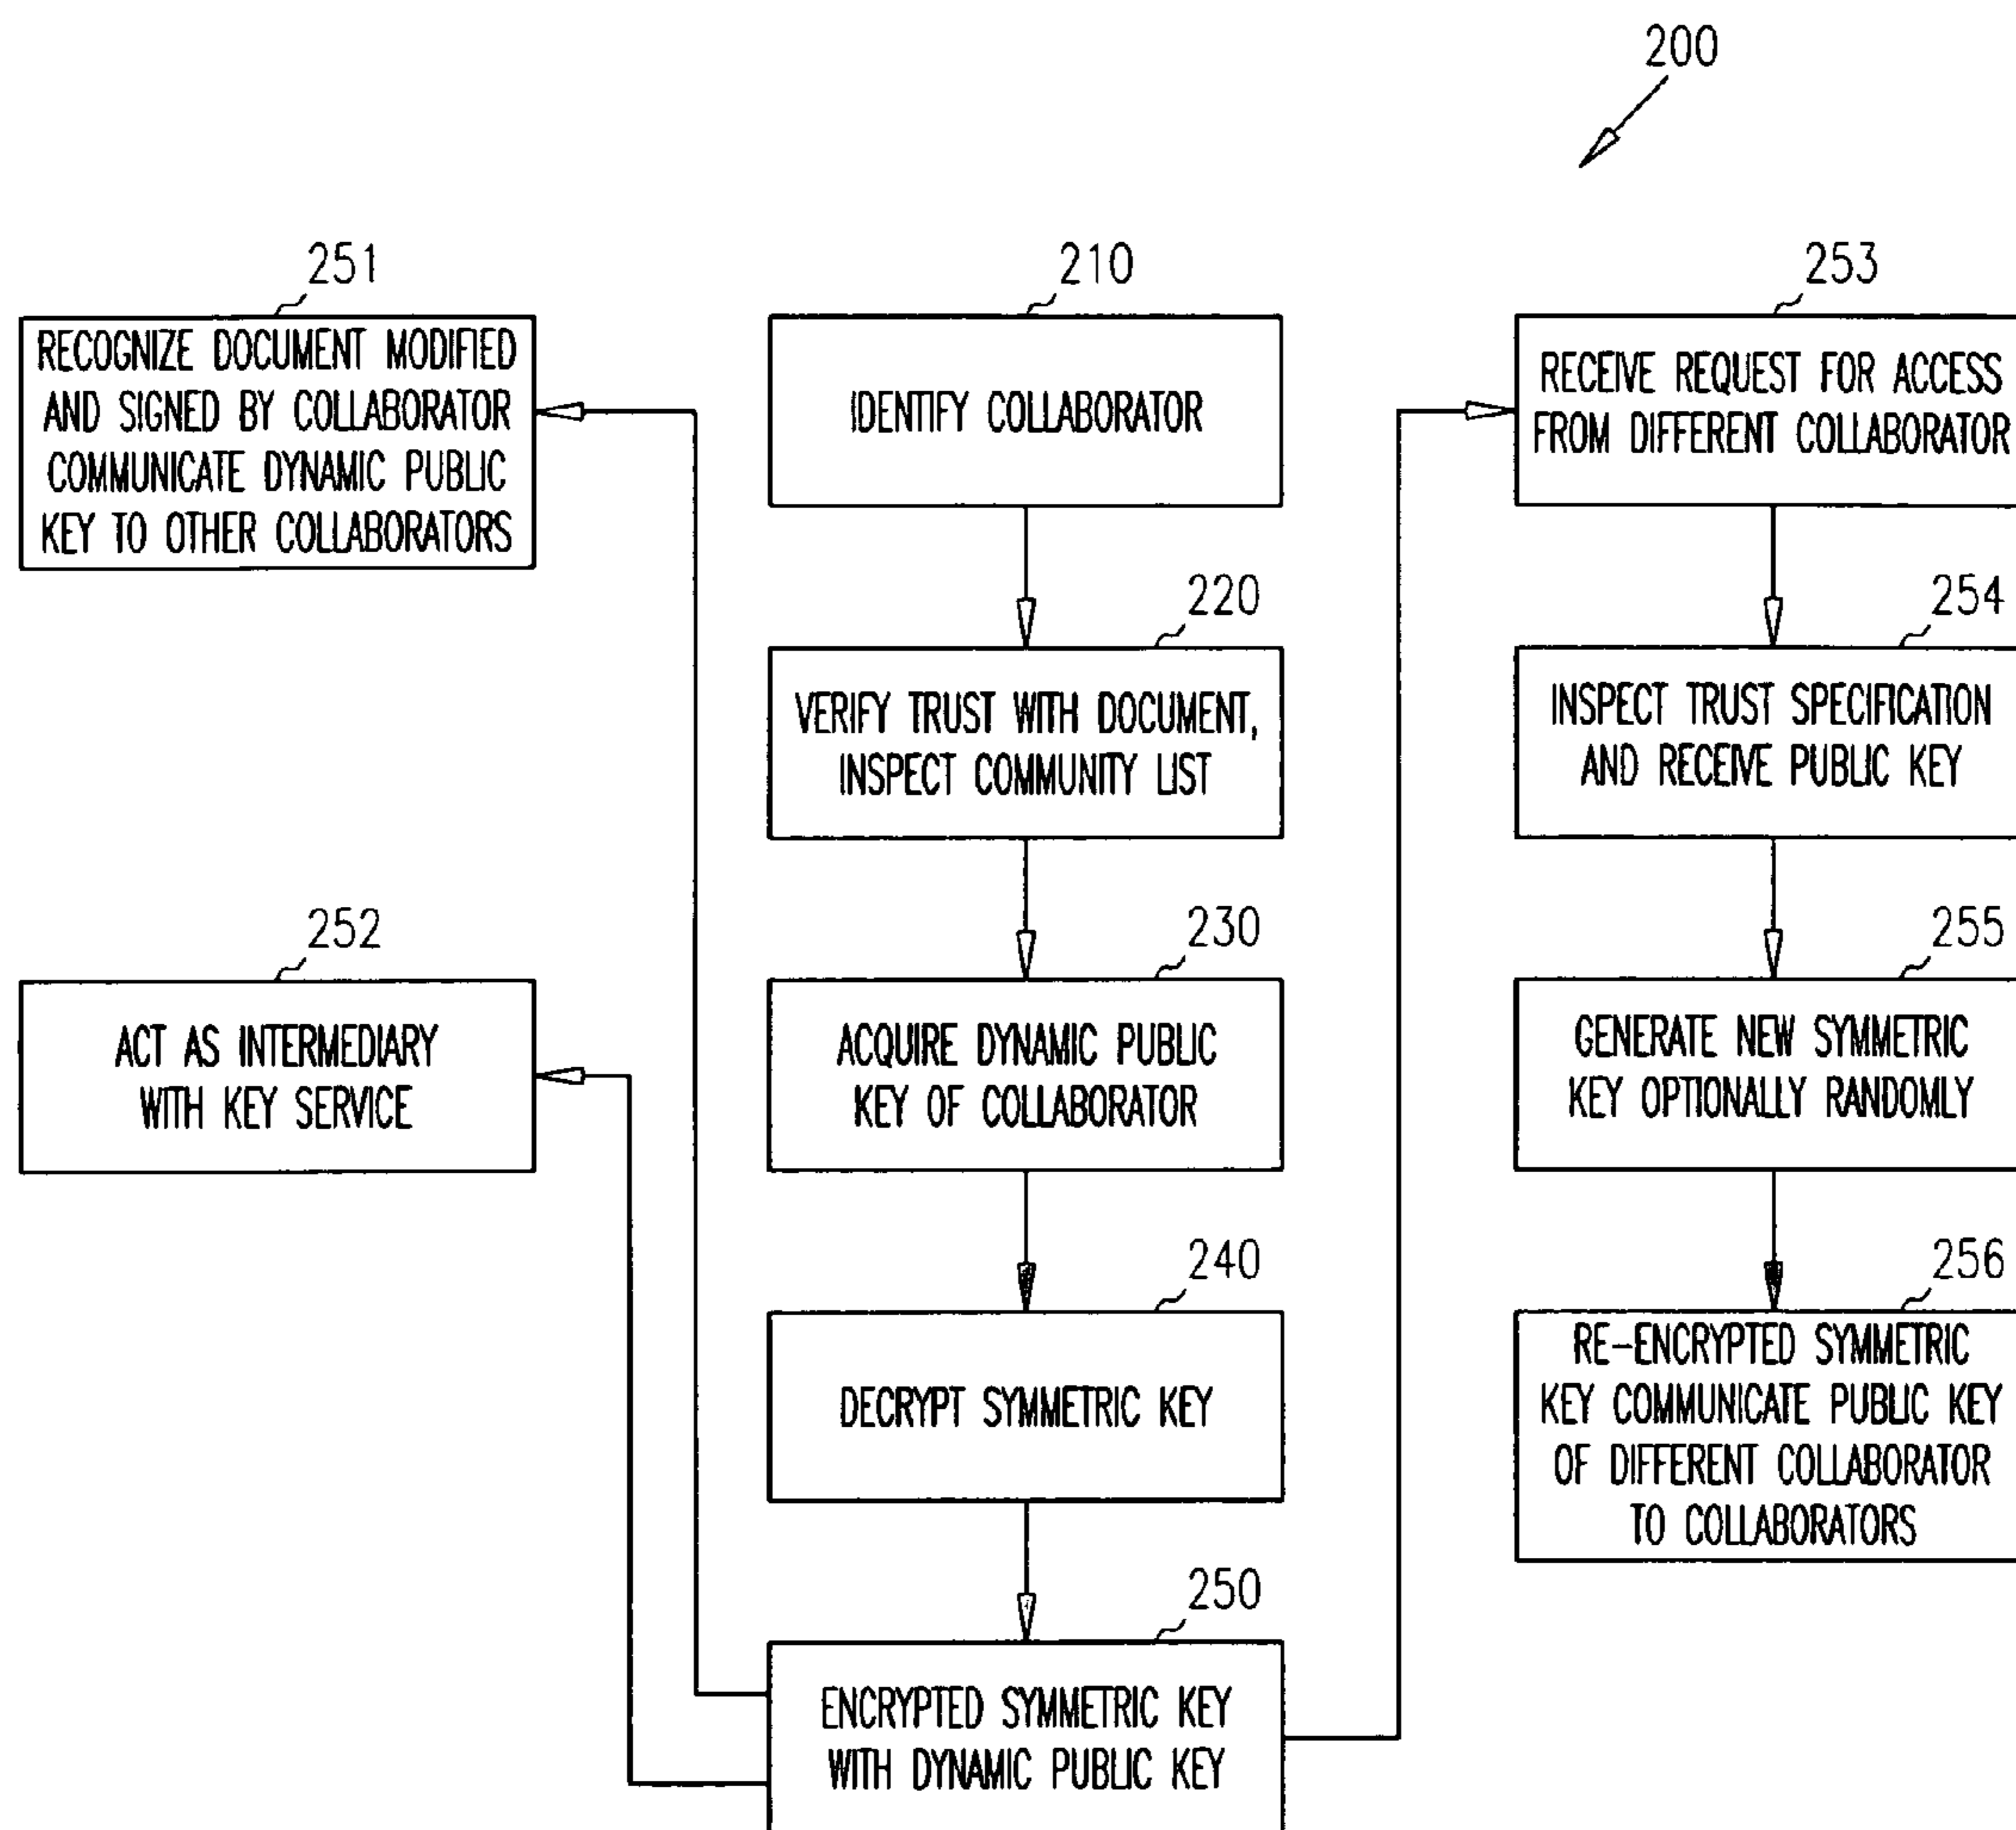 200
251
RECOGNIZE DOCUMENT MODIFIED
AND SIGNED BY COLLABORATOR
COMMUNICATE DYNAMIC PUBLIC
KEY TO OTHER COLLABORATORS
210
IDENTIFY COLLABORATOR
253
RECEIVE REQUEST FOR ACCESS
FROM DIFFERENT COLLABORATOR
220
VERIFY TRUST WITH DOCUMENT,
INSPECT COMMUNITY LIST
254
INSPECT TRUST SPECIFICATION
AND RECEIVE PUBLIC KEY
252
ACT AS INTERMEDIARY
WITH KEY SERVICE
230
ACQUIRE DYNAMIC PUBLIC
KEY OF COLLABORATOR
255
GENERATE NEW SYMMETRIC
KEY OPTIONALLY RANDOMLY
240
DECRYPT SYMMETRIC KEY
256
RE-ENCRYPTED SYMMETRIC
KEY COMMUNICATE PUBLIC KEY
OF DIFFERENT COLLABORATOR
TO COLLABORATORS
250
ENCRYPTED SYMMETRIC KEY
WITH DYNAMIC PUBLIC KEY